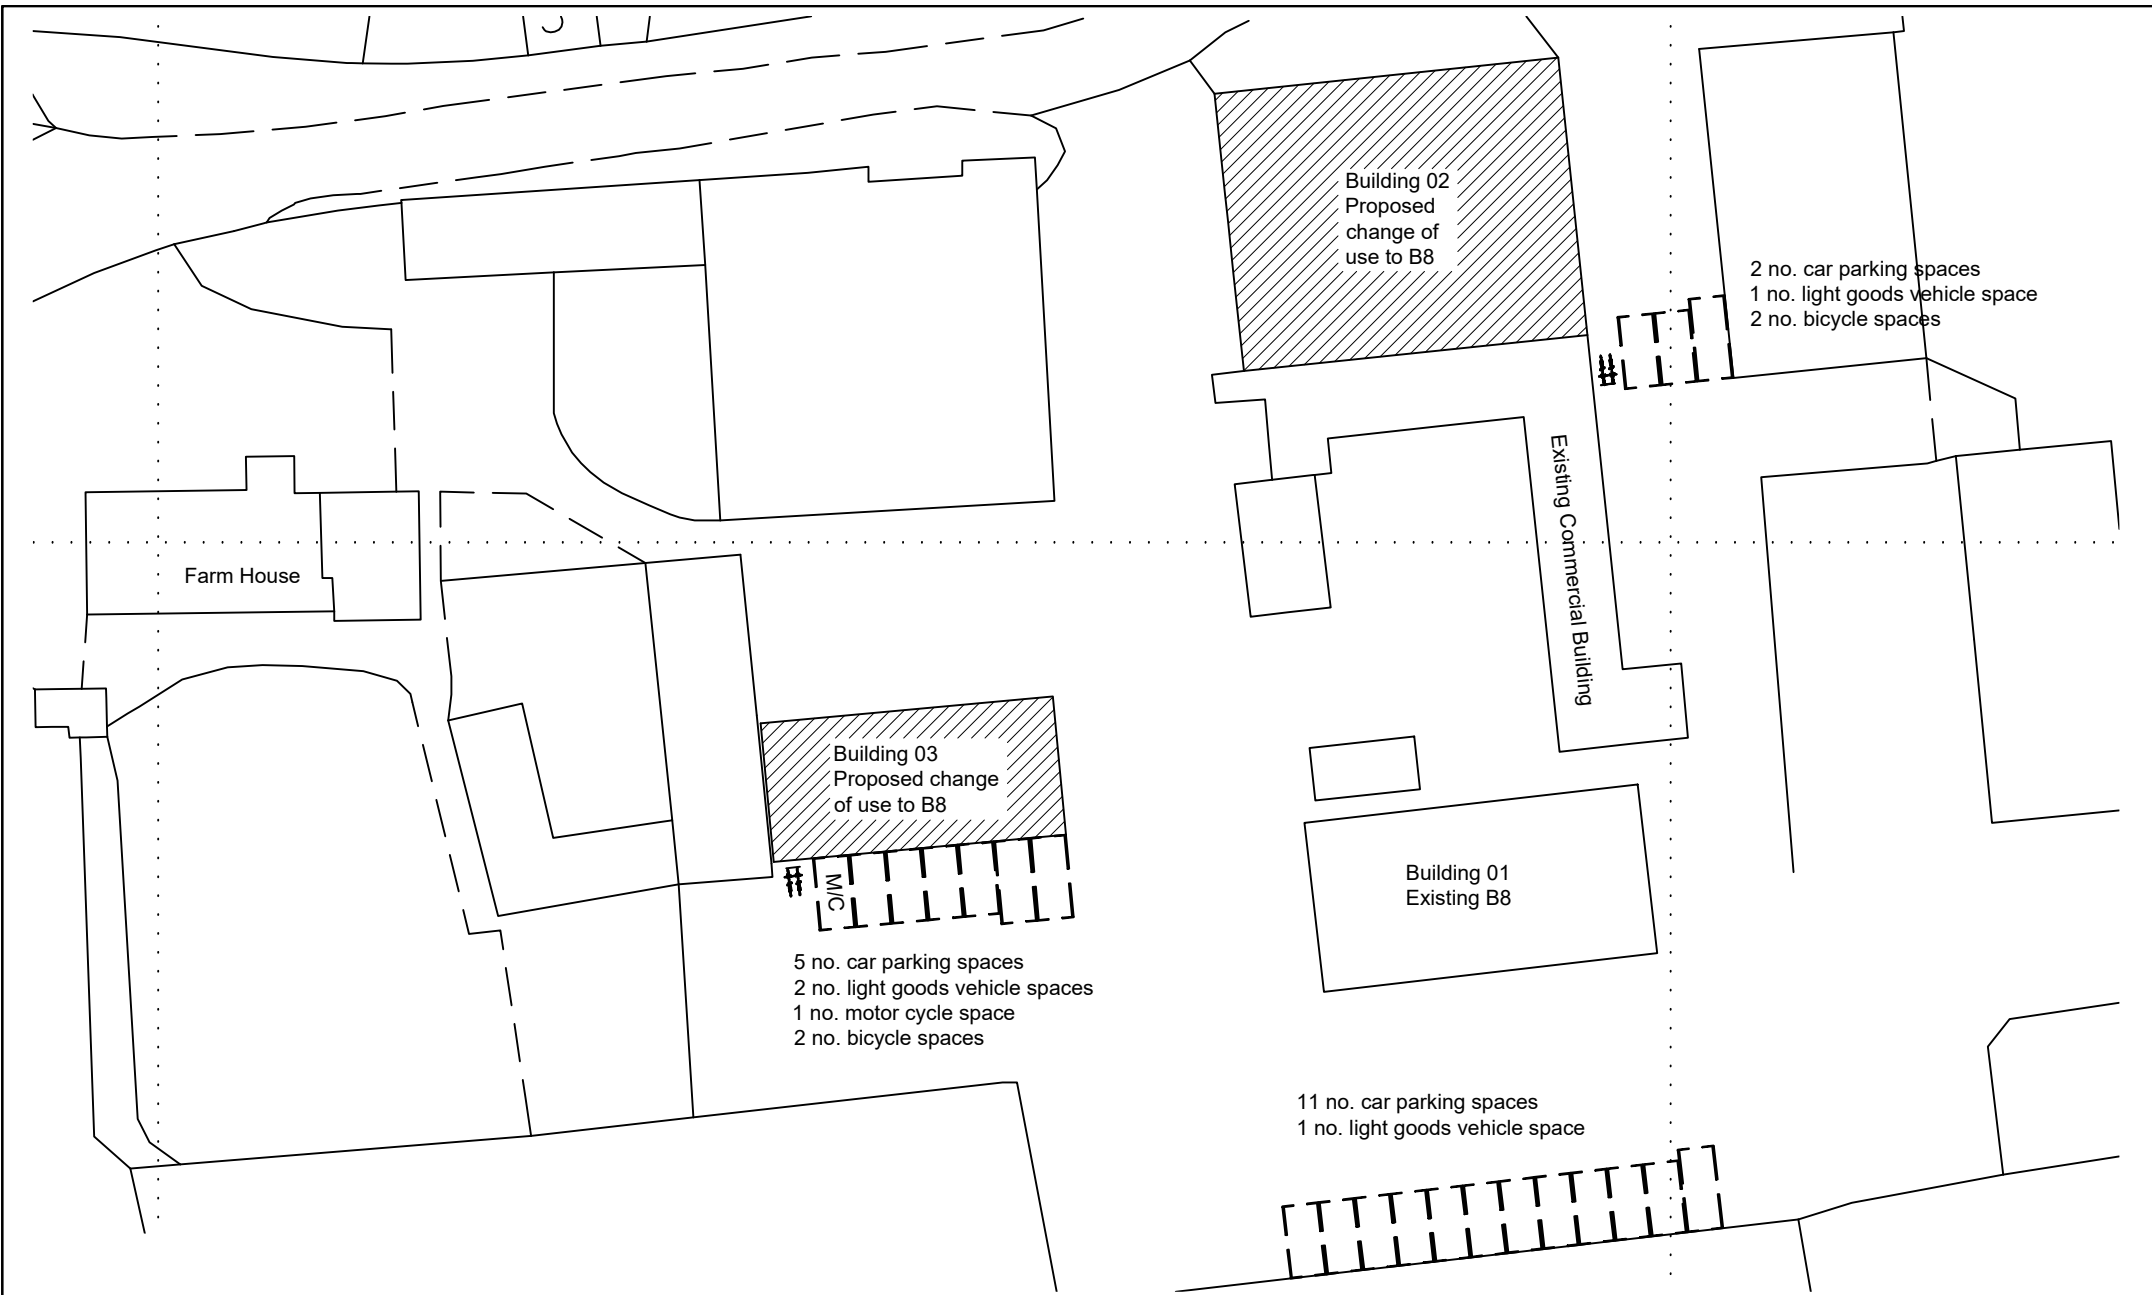 Building 02
Proposed
change of
use to B8
2 no. car parking spaces
1 no. light goods vehicle space
2 no. bicycle spaces
Existing Commercial Building
Farm House
Building 03
Proposed change
of use to B8
M/C
5 no. car parking spaces
2 no. light goods vehicle spaces
1 no. motor cycle space
2 no. bicycle spaces
Building 01
Existing B8
11 no. car parking spaces
1 no. light goods vehicle space